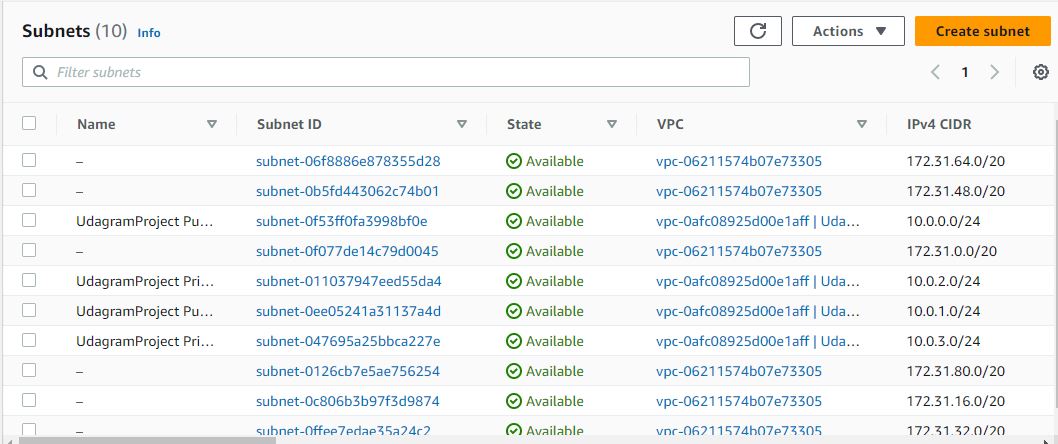 Subnets (10) Info Actions Create subnet
Filter subnets 1
Name Subnet ID State VPC IPv4 CIDR
– subnet-06f8886e878355d28 Available vpc-06211574b07e73305 172.31.64.0/20
– subnet-0b5fd443062c74b01 Available vpc-06211574b07e73305 172.31.48.0/20
UdagramProject Pu... subnet-0f53ff0fa3998bf0e Available vpc-0afc08925d00e1aff | Uda... 10.0.0.0/24
– subnet-0f077de14c79d0045 Available vpc-06211574b07e73305 172.31.0.0/20
UdagramProject Pri... subnet-011037947eed55da4 Available vpc-0afc08925d00e1aff | Uda... 10.0.2.0/24
UdagramProject Pu... subnet-0ee05241a31137a4d Available vpc-0afc08925d00e1aff | Uda... 10.0.1.0/24
UdagramProject Pri... subnet-047695a25bbca227e Available vpc-0afc08925d00e1aff | Uda... 10.0.3.0/24
– subnet-0126cb7e5ae756254 Available vpc-06211574b07e73305 172.31.80.0/20
– subnet-0c806b3b97f3d9874 Available vpc-06211574b07e73305 172.31.16.0/20
– subnet-0ffee7edae35a24c2 Available vpc-06211574b07e73305 172.31.32.0/20